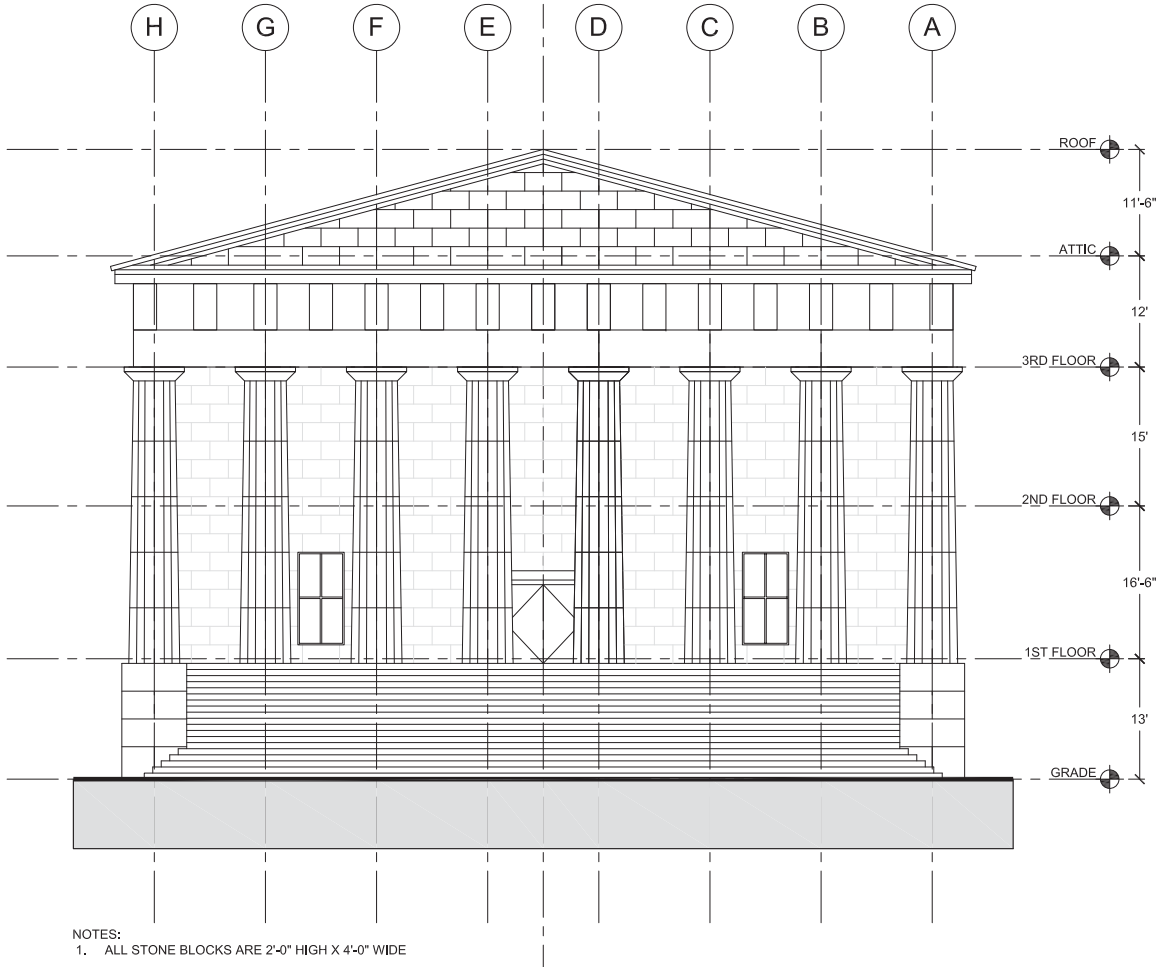 H G F E D C B A
ROOF
11'-6"
ATTIC
12'
3RD FLOOR
15'
2ND FLOOR
16'-6"
1ST FLOOR
13'
GRADE
NOTES:
1. ALL STONE BLOCKS ARE 2'-0" HIGH X 4'-0" WIDE